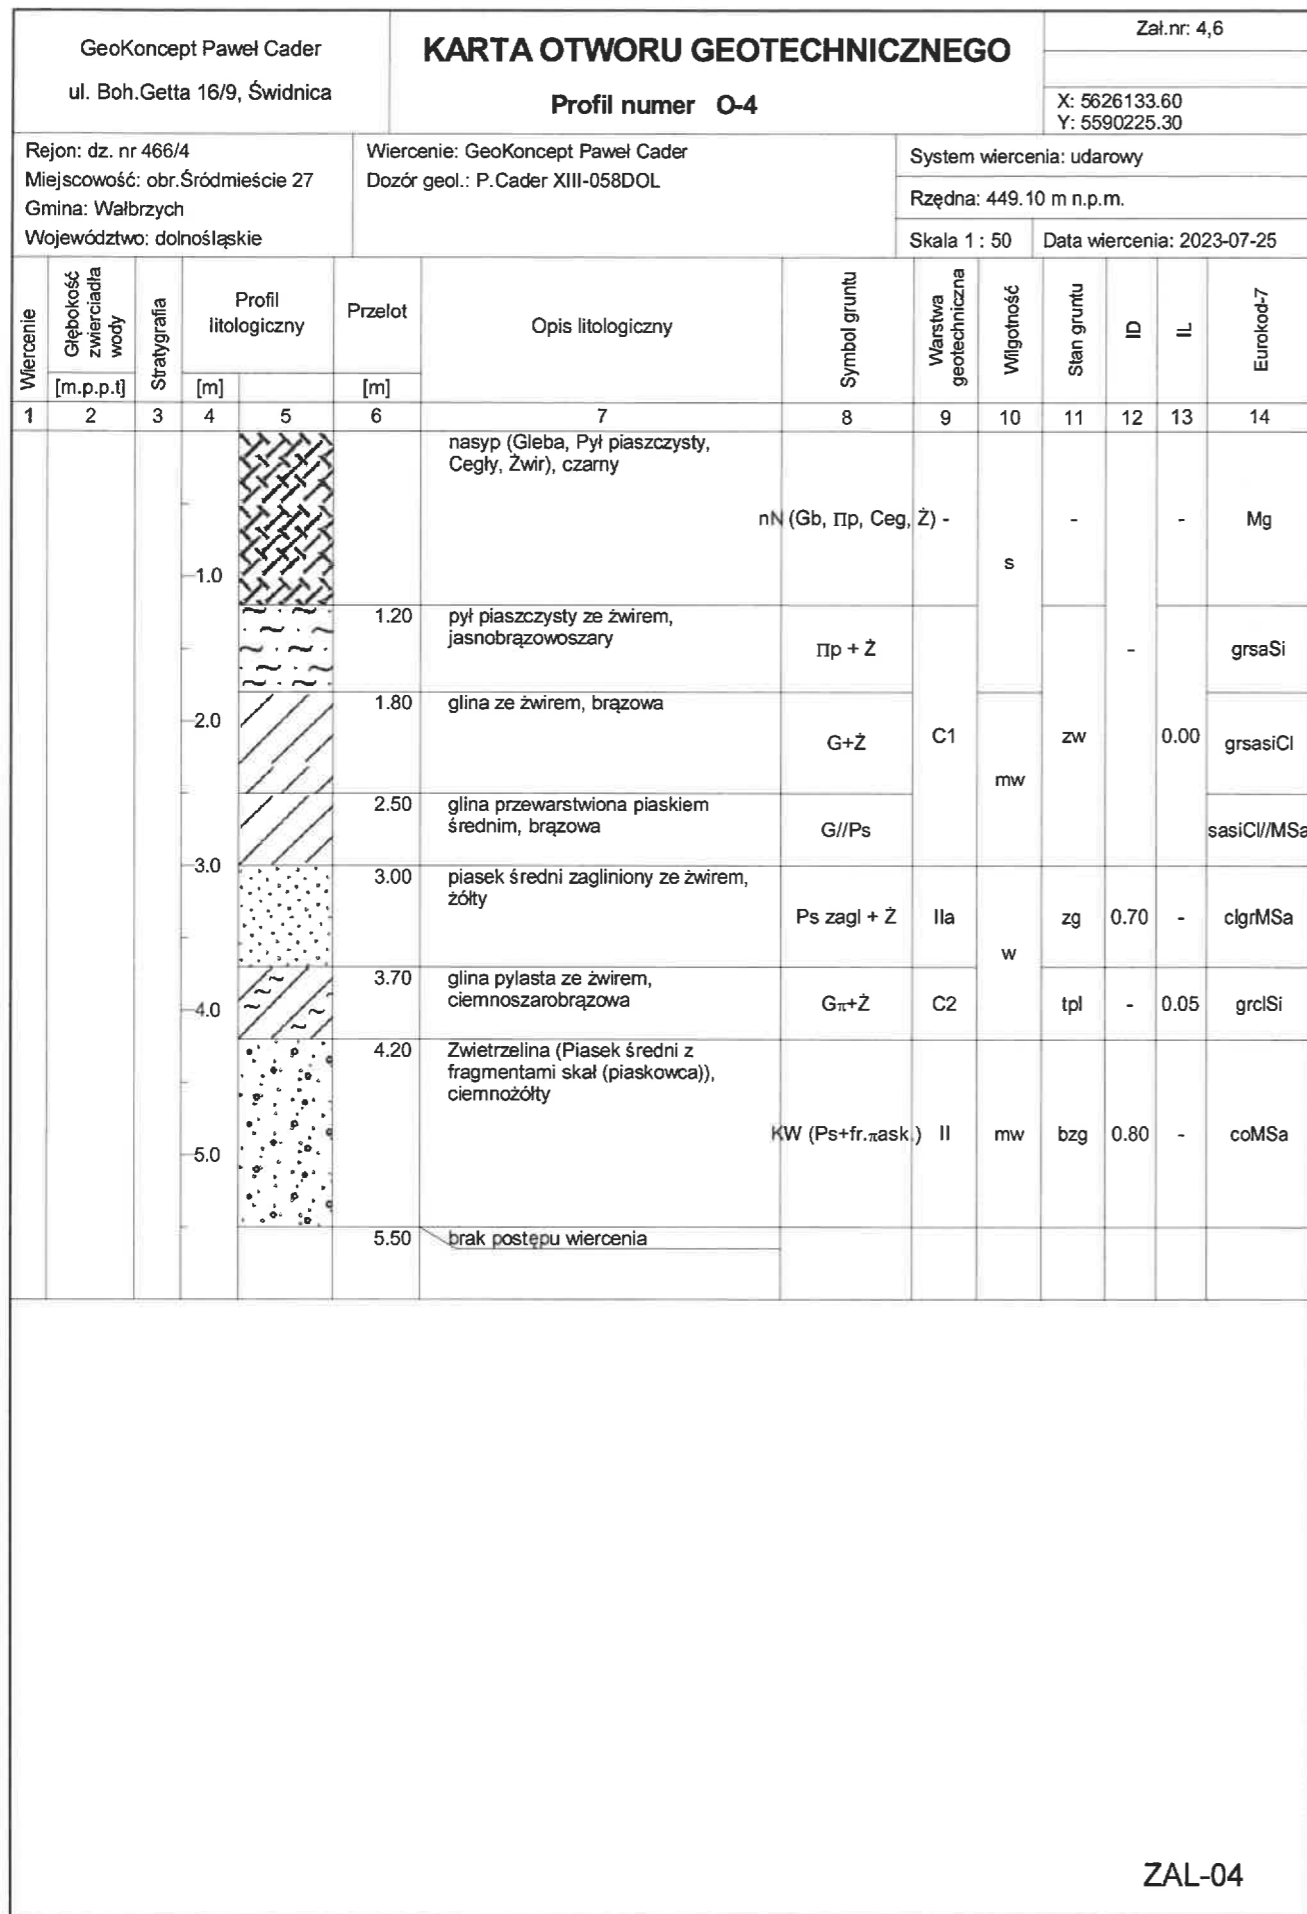 GeoKoncept Paweł Cader
ul. Boh.Getta 16/9, Świdnica
KARTA OTWORU GEOTECHNICZNEGO
Profil numer O-4
Zał.nr: 4,6
X: 5626133.60
Y: 5590225.30
Rejon: dz. nr 466/4
Miejscowość: obr.Śródmieście 27
Gmina: Wałbrzych
Województwo: dolnośląskie
Wiercenie: GeoKoncept Paweł Cader
Dozór geol.: P.Cader XIII-058DOL
System wiercenia: udarowy
Rzędna: 449.10 m n.p.m.
Skala 1 : 50 Data wiercenia: 2023-07-25
Wiercenie
Głębokość
zwierciadła
wody
[m.p.p.t]
Stratygrafia
Profil
litologiczny
[m]
Przelot
[m]
Opis litologiczny
Symbol gruntu
Warstwa
geotechniczna
Wilgotność
Stan gruntu
ID
IL
Eurokod-7
1 2 3 4 5 6 7 8 9 10 11 12 13 14
nasyp (Gleba, Pył piaszczysty,
Cegły, Żwir), czarny
nN (Gb, Πp, Ceg, Ż) - - - Mg
s
1.0
1.20 pył piaszczysty ze żwirem,
jasnobrązowoszary
Πp + Ż - grsaSi
1.80 glina ze żwirem, brązowa
2.0
G+Ż C1 zw 0.00 grsasiCl
mw
2.50 glina przewarstwiona piaskiem
średnim, brązowa
G//Ps sasiCl//MSa
3.0
3.00 piasek średni zagliniony ze żwirem,
żółty
Ps zagl + Ż IIa zg 0.70 - clgrMSa
w
3.70 glina pylasta ze żwirem,
ciemnoszarobrązowa
4.0
Gπ+Ż C2 tpl - 0.05 grclSi
4.20 Zwietrzelina (Piasek średni z
fragmentami skał (piaskowca)),
ciemnożółty
KW (Ps+fr.πask.) II mw bzg 0.80 - coMSa
5.0
5.50 brak postępu wiercenia
ZAL-04